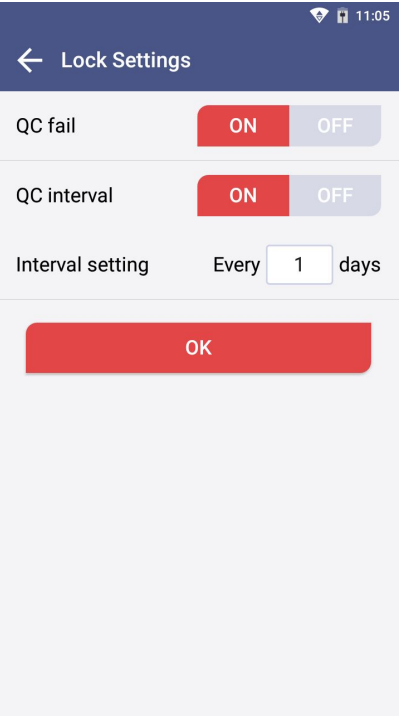 11:05
Lock Settings
QC fail ON OFF
QC interval ON OFF
Interval setting Every 1 days
OK